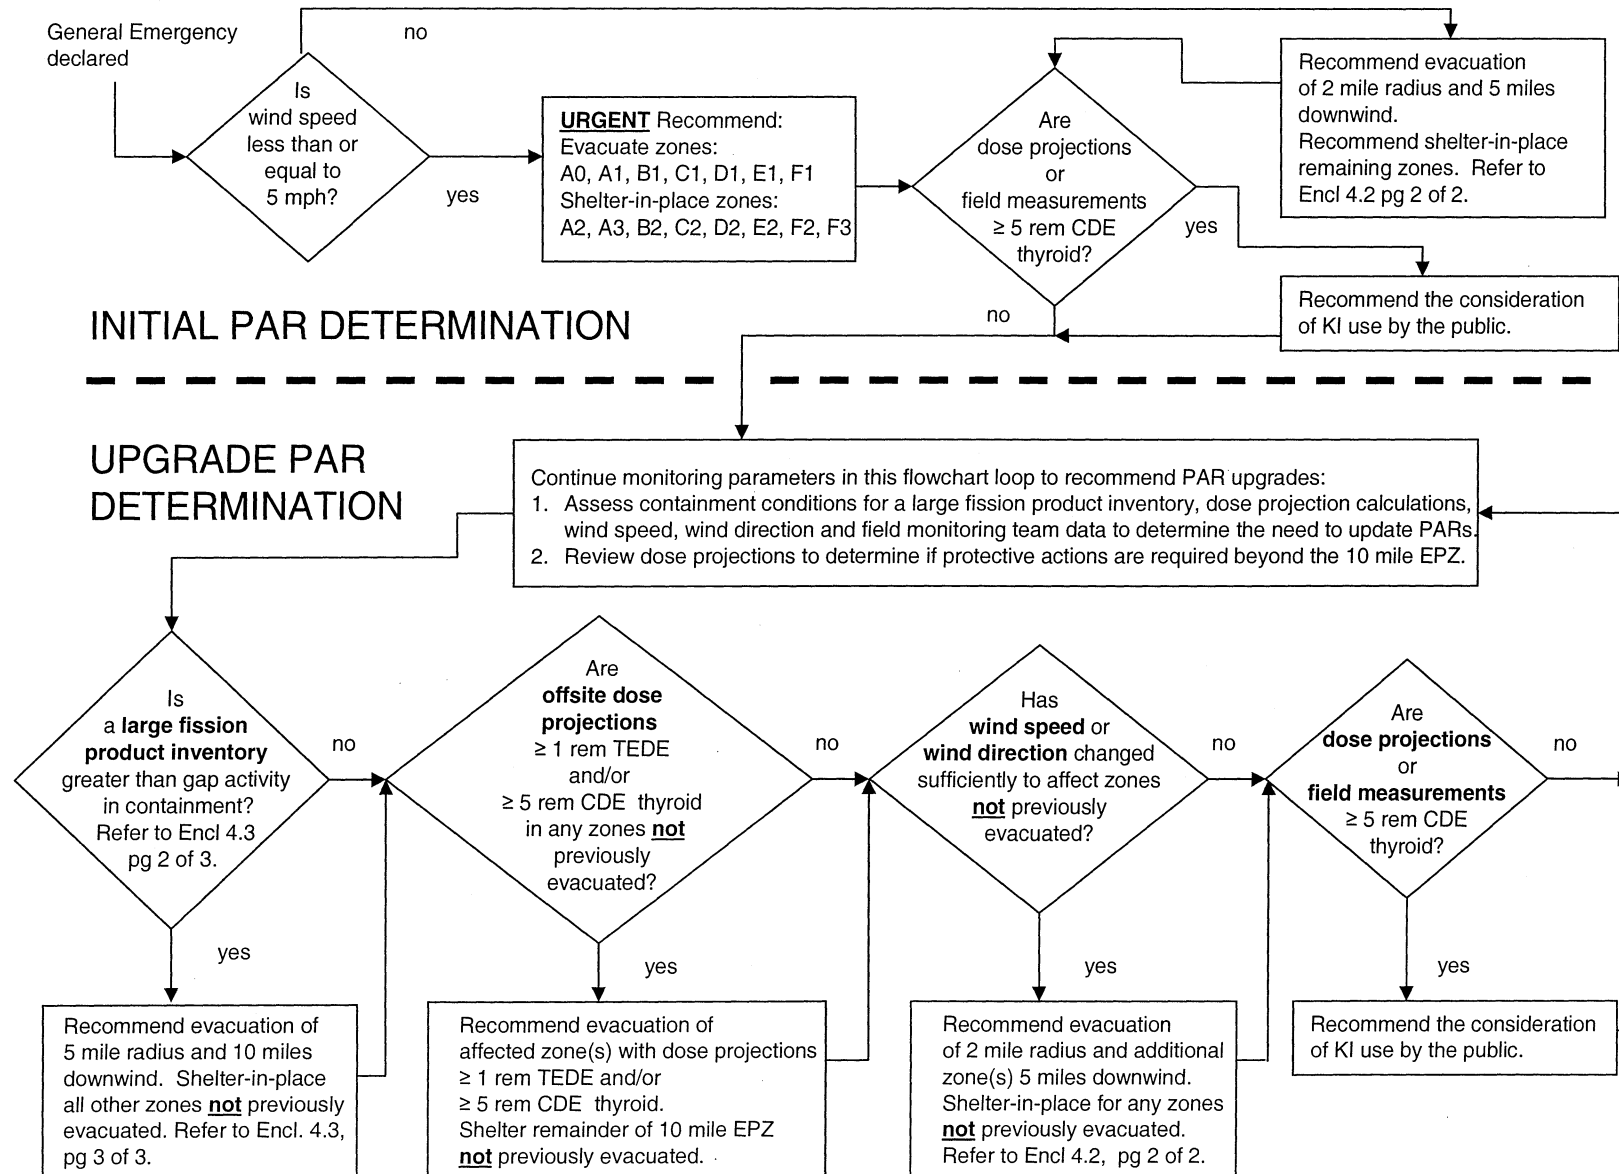 General Emergency
declared
no
Is
wind speed
less than or
equal to
5 mph?
yes
URGENT Recommend:
Evacuate zones:
A0, A1, B1, C1, D1, E1, F1
Shelter-in-place zones:
A2, A3, B2, C2, D2, E2, F2, F3
Are
dose projections
or
field measurements
≥ 5 rem CDE
thyroid?
yes
no
Recommend evacuation
of 2 mile radius and 5 miles
downwind.
Recommend shelter-in-place
remaining zones. Refer to
Encl 4.2 pg 2 of 2.
Recommend the consideration
of KI use by the public.
INITIAL PAR DETERMINATION
UPGRADE PAR
DETERMINATION
Continue monitoring parameters in this flowchart loop to recommend PAR upgrades:
1. Assess containment conditions for a large fission product inventory, dose projection calculations,
wind speed, wind direction and field monitoring team data to determine the need to update PARs.
2. Review dose projections to determine if protective actions are required beyond the 10 mile EPZ.
Is
a large fission
product inventory
greater than gap activity
in containment?
Refer to Encl 4.3
pg 2 of 3.
no
yes
Recommend evacuation of
5 mile radius and 10 miles
downwind. Shelter-in-place
all other zones not previously
evacuated. Refer to Encl. 4.3,
pg 3 of 3.
Are
offsite dose
projections
≥ 1 rem TEDE
and/or
≥ 5 rem CDE thyroid
in any zones not
previously
evacuated?
no
yes
Recommend evacuation of
affected zone(s) with dose projections
≥ 1 rem TEDE and/or
≥ 5 rem CDE thyroid.
Shelter remainder of 10 mile EPZ
not previously evacuated.
Has
wind speed or
wind direction changed
sufficiently to affect zones
not previously
evacuated?
no
yes
Recommend evacuation
of 2 mile radius and additional
zone(s) 5 miles downwind.
Shelter-in-place for any zones
not previously evacuated.
Refer to Encl 4.2, pg 2 of 2.
Are
dose projections
or
field measurements
≥ 5 rem CDE
thyroid?
no
yes
Recommend the consideration
of KI use by the public.